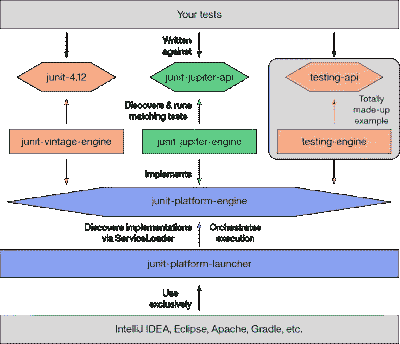 Your tests
Written
against
junit-4.12
junit-jupiter-api
testing-api
Discovers & runs
matching tests
Totally
made-up
example
junit-vintage-engine
junit-jupiter-engine
testing-engine
Implements
junit-platform-engine
Discovers implementations
via ServiceLoader
Orchestrates
execution
junit-platform-launcher
Use
exclusively
IntelliJ IDEA, Eclipse, Apache, Gradle, etc.